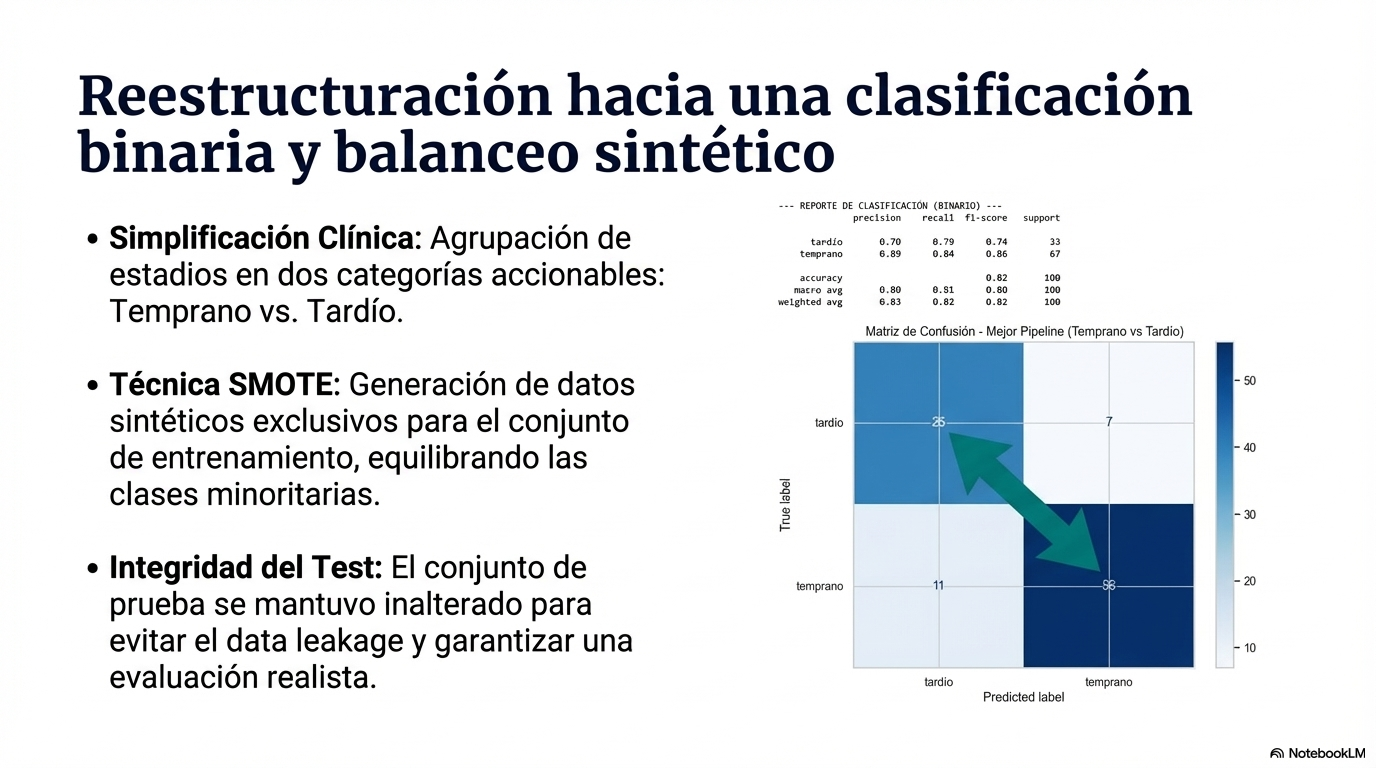 Reestructuración hacia una clasificación
binaria y balanceo sintético
• Simplificación Clínica: Agrupación de
estadios en dos categorías accionables:
Temprano vs. Tardío.
• Técnica SMOTE: Generación de datos
sintéticos exclusivos para el conjunto
de entrenamiento, equilibrando las
clases minoritarias.
• Integridad del Test: El conjunto de
prueba se mantuvo inalterado para
evitar el data leakage y garantizar una
evaluación realista.
--- REPORTE DE CLASIFICACIÓN (BINARIO) ---
precision recall f1-score support
tardío 0.70 0.79 0.74 33
temprano 0.89 0.84 0.86 67
accuracy 0.82 100
macro avg 0.80 0.81 0.80 100
weighted avg 0.83 0.82 0.82 100
Matriz de Confusión - Mejor Pipeline (Temprano vs Tardio)
True label
tardio
7
temprano
11
tardio temprano
Predicted label
50
40
30
20
10
NotebookLM